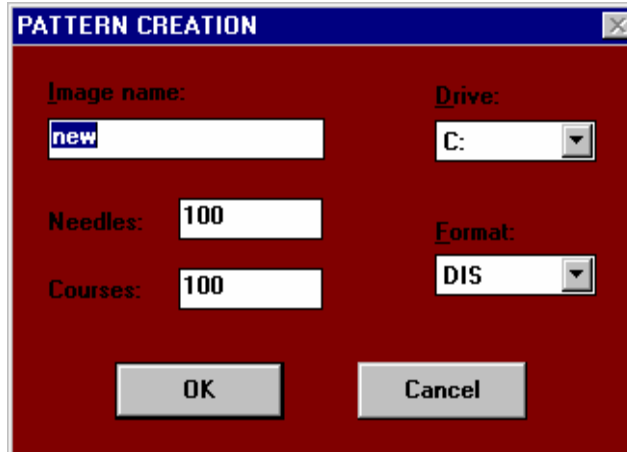 PATTERN CREATION
Image name:
Drive:
new
C:
Needles:
100
Format:
Courses:
100
DIS
OK
Cancel